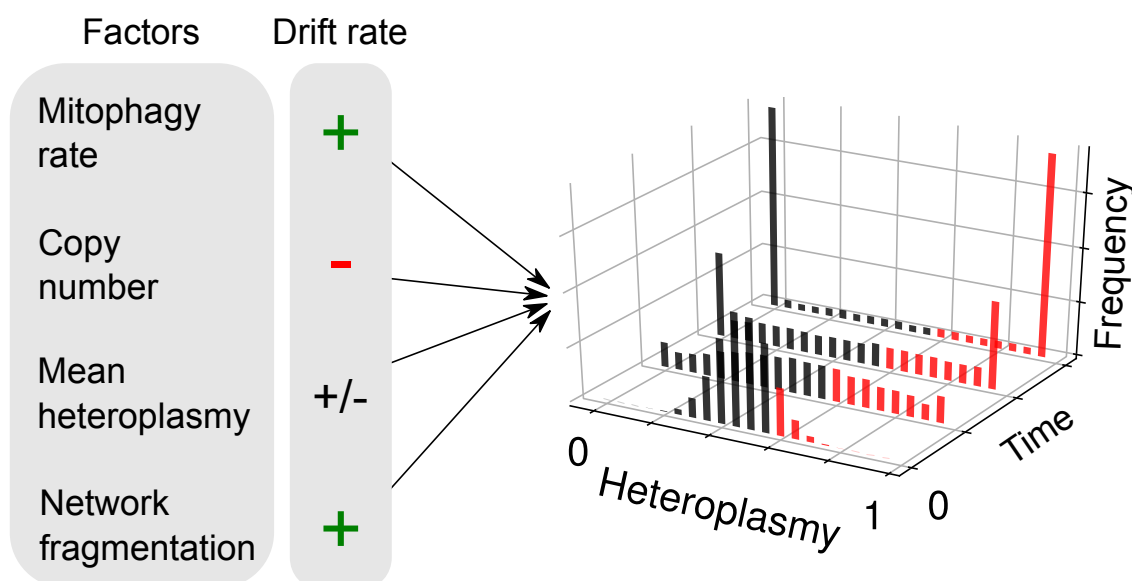 Factors
Drift rate
Mitophagy
rate
+
Copy
number
-
Mean
heteroplasmy
+/-
Network
fragmentation
+
Frequency
Time
0
Heteroplasmy
1
0